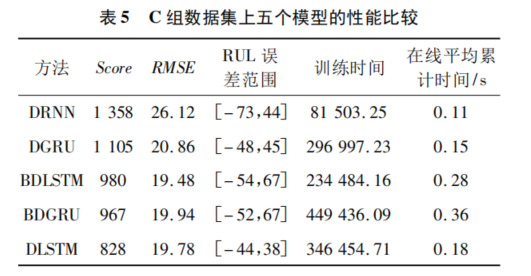 表 5 C 组数据集上五个模型的性能比较
方法 Score RMSE RUL 误差范围 训练时间 在线平均累计时间/s
DRNN 1 358 26.12 [-73,44] 81 503.25 0.11
DGRU 1 105 20.86 [-48,45] 296 997.23 0.15
BDLSTM 980 19.48 [-54,67] 234 484.16 0.28
BDGRU 967 19.94 [-52,67] 449 436.09 0.36
DLSTM 828 19.78 [-44,38] 346 454.71 0.18